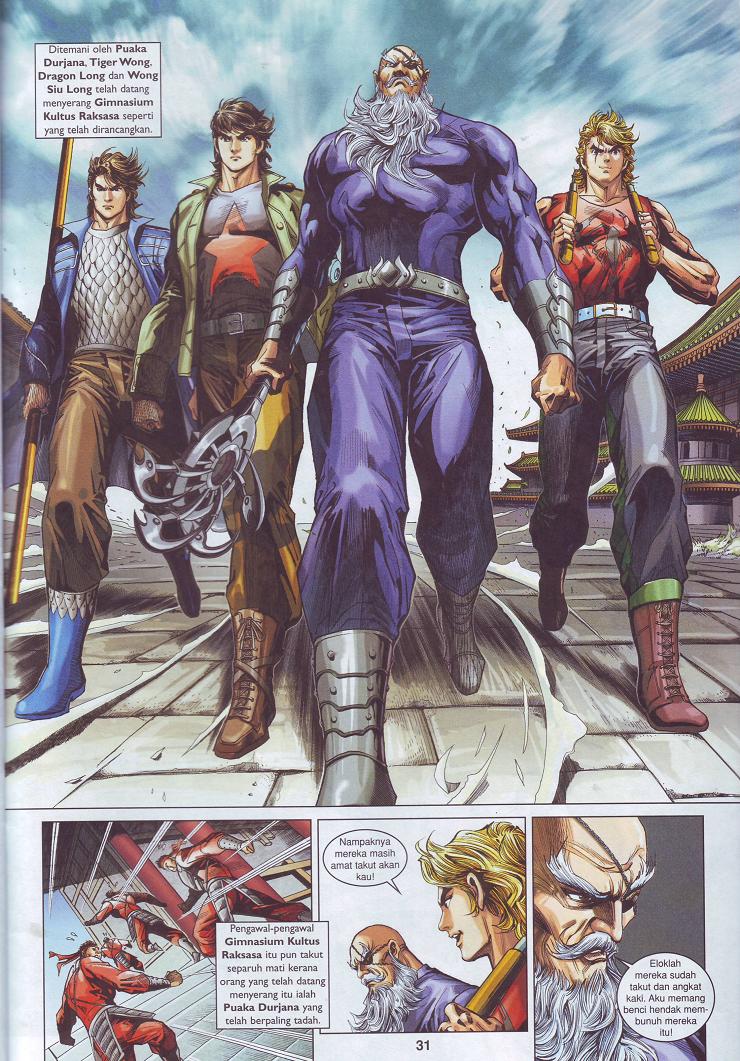 Ditemani oleh Puaka
Durjana, Tiger Wong,
Dragon Long dan Wong
Siu Long telah datang
menyerang Gimnasium
Kultus Raksasa seperti
yang telah dirancangkan.
Pengawal-pengawal
Gimnasium Kultus
Raksasa itu pun takut
separuh mati kerana
orang yang telah datang
menyerang itu ialah
Puaka Durjana yang
telah berpaling tadah.
Nampaknya
mereka masih
amat takut akan
kau!
Eloklah
mereka sudah
takut dan angkat
kaki. Aku memang
benci hendak mem-
bunuh mereka
itu!
31